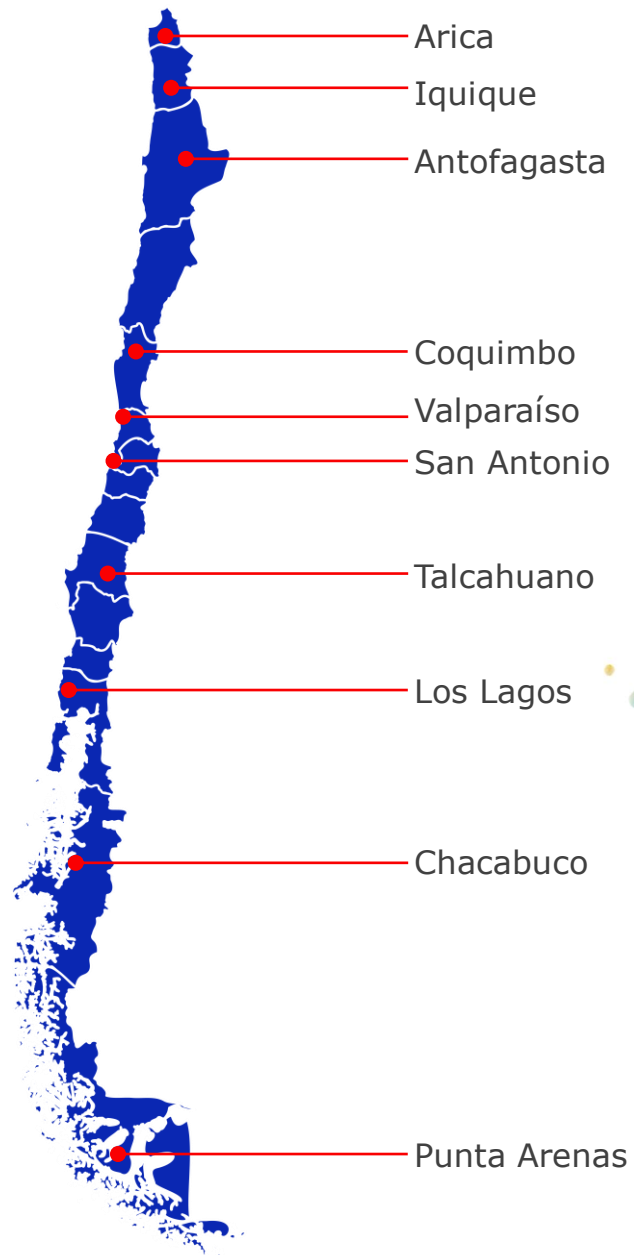 Arica
Iquique
Antofagasta
Coquimbo
Valparaíso
San Antonio
Talcahuano
Los Lagos
Chacabuco
Punta Arenas